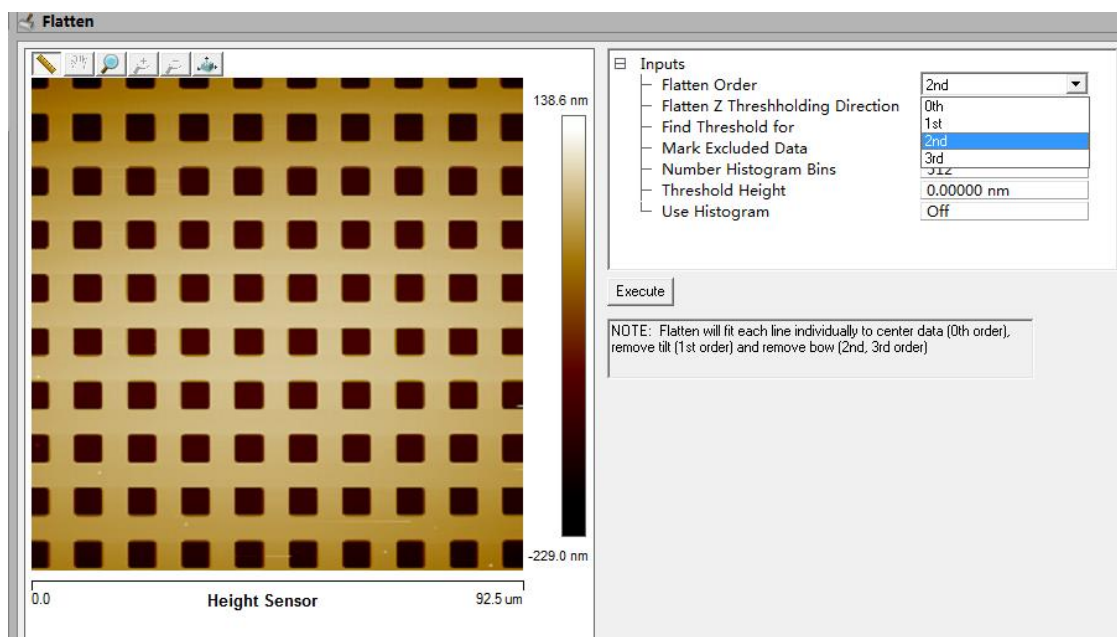 Flatten
138.6 nm
-229.0 nm
0.0
Height Sensor
92.5 um
Inputs
Flatten Order
2nd
Flatten Z Threshholding Direction
0th
Find Threshold for
1st
Mark Excluded Data
2nd
3rd
Number Histogram Bins
512
Threshold Height
0.00000 nm
Use Histogram
Off
Execute
NOTE: Flatten will fit each line individually to center data (0th order),
remove tilt (1st order) and remove bow (2nd, 3rd order)